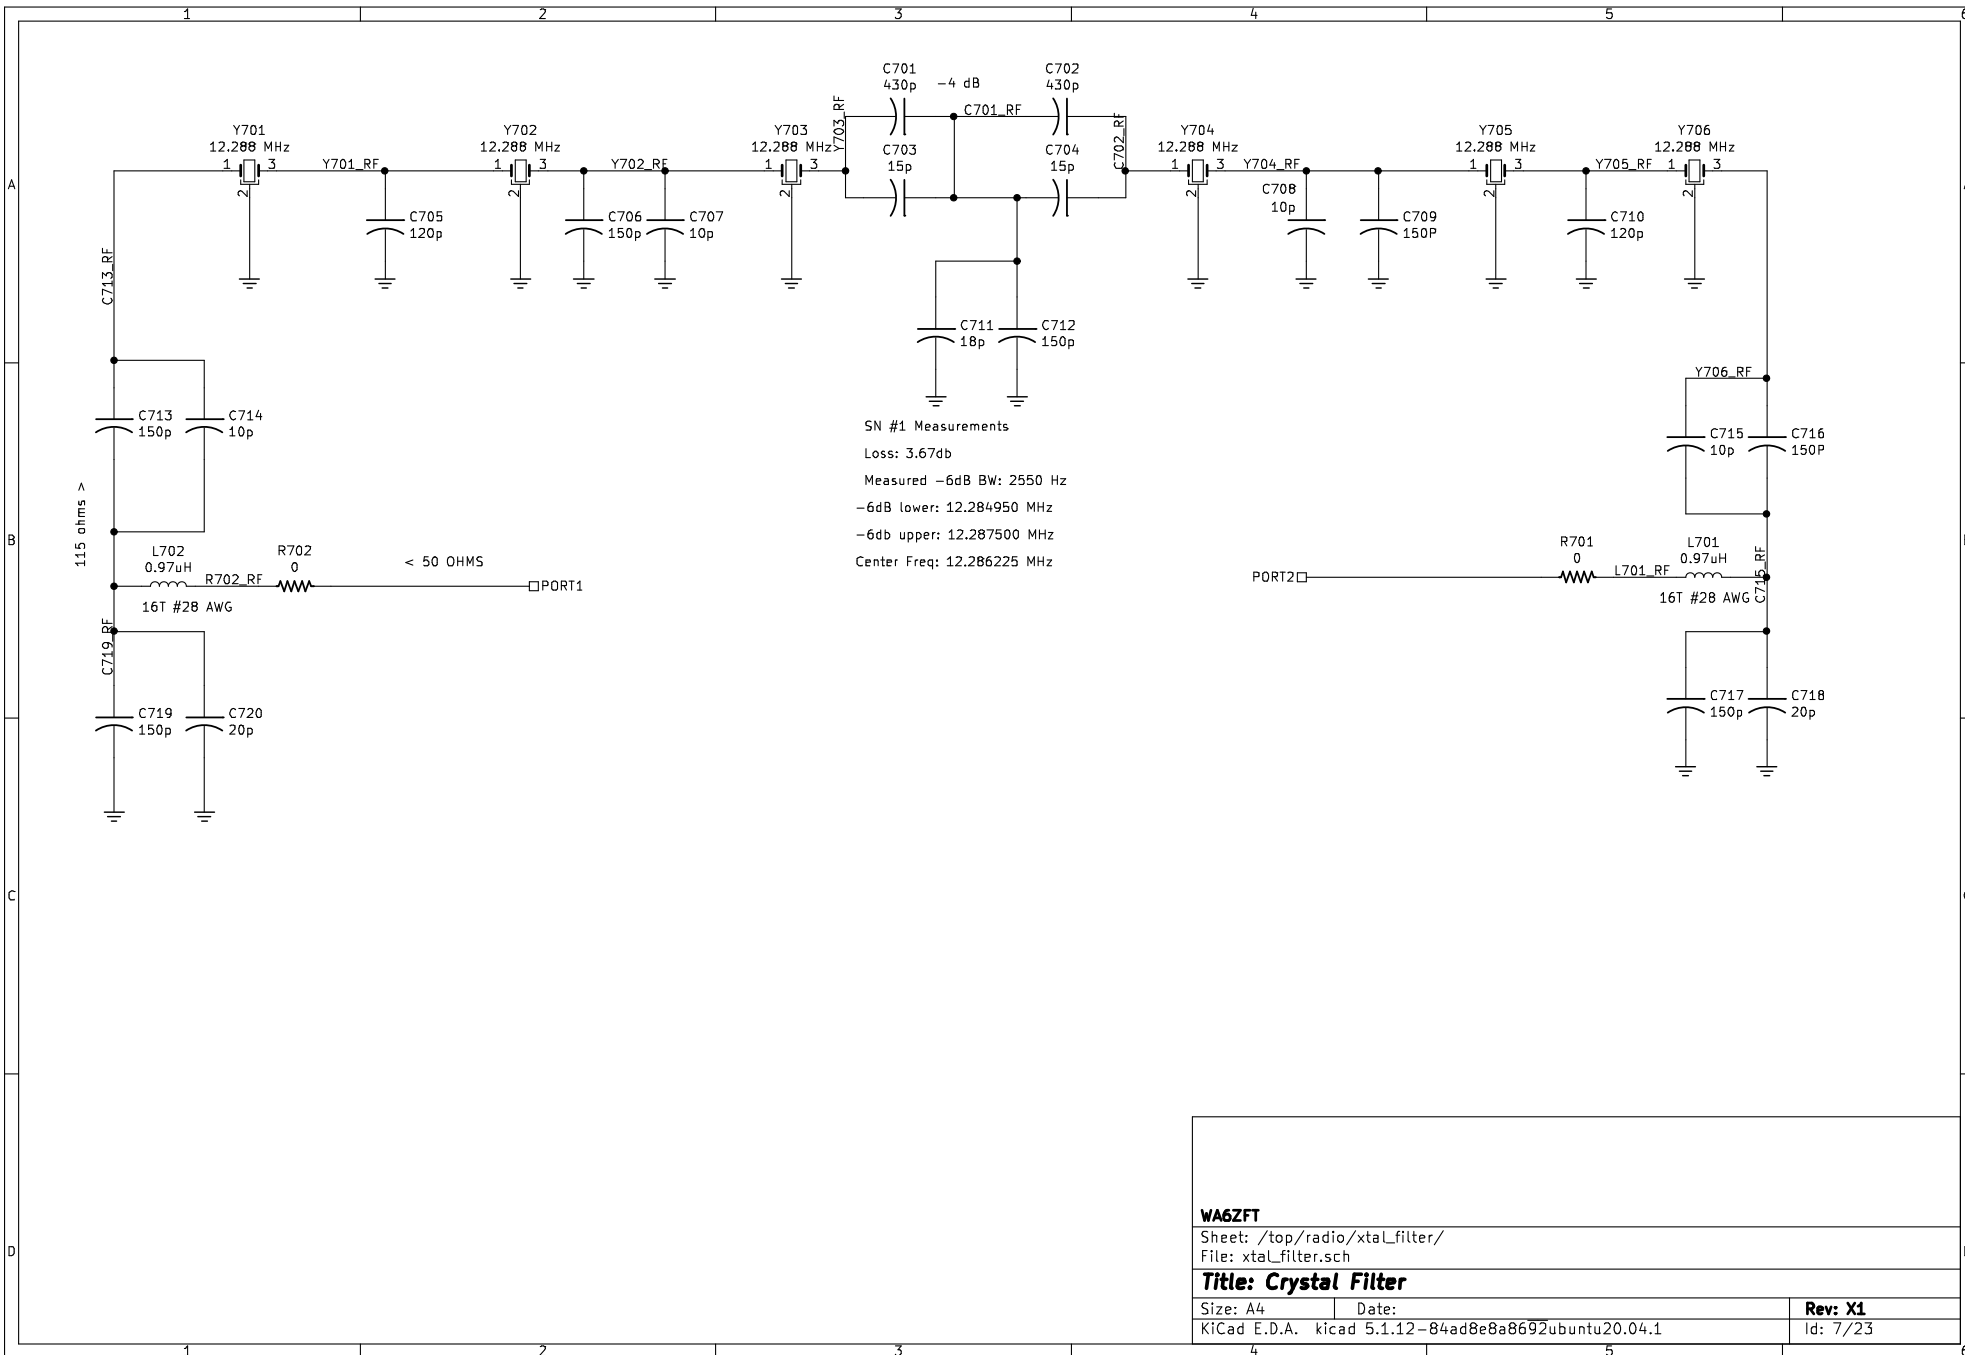 1 2 3 4 5 6
C701
430p
-4 dB
C702
430p
Y703_RF
C701_RF
C702_RF
Y701
12.288 MHz
1 3
2
Y701_RF
Y702
12.288 MHz
1 3
2
Y702_RF
Y703
12.288 MHz
1 3
2
C703
15p
C704
15p
Y704
12.288 MHz
1 3
2
Y704_RF
Y705
12.288 MHz
1 3
2
Y705_RF
Y706
12.288 MHz
1 3
2
A
C705
120p
C706
150p
C707
10p
C708
10p
C709
150P
C710
120p
C713_RF
C711
18p
C712
150p
Y706_RF
C713
150p
C714
10p
SN #1 Measurements
Loss: 3.67db
Measured -6dB BW: 2550 Hz
-6dB lower: 12.284950 MHz
-6db upper: 12.287500 MHz
Center Freq: 12.286225 MHz
C715
10p
C716
150P
115 ohms >
B
L702
0.97uH
R702_RF
16T #28 AWG
R702
0
< 50 OHMS
PORT1
PORT2
R701
0
L701_RF
L701
0.97uH
16T #28 AWG
C715_RF
C719_RF
C719
150p
C720
20p
C717
150p
C718
20p
C
D
WA6ZFT
Sheet: /top/radio/xtal_filter/
File: xtal_filter.sch
Title: Crystal Filter
Size: A4
Date:
Rev: X1
KiCad E.D.A. kicad 5.1.12-84ad8e8a8692ubuntu20.04.1
Id: 7/23
1 2 3 4 5 6